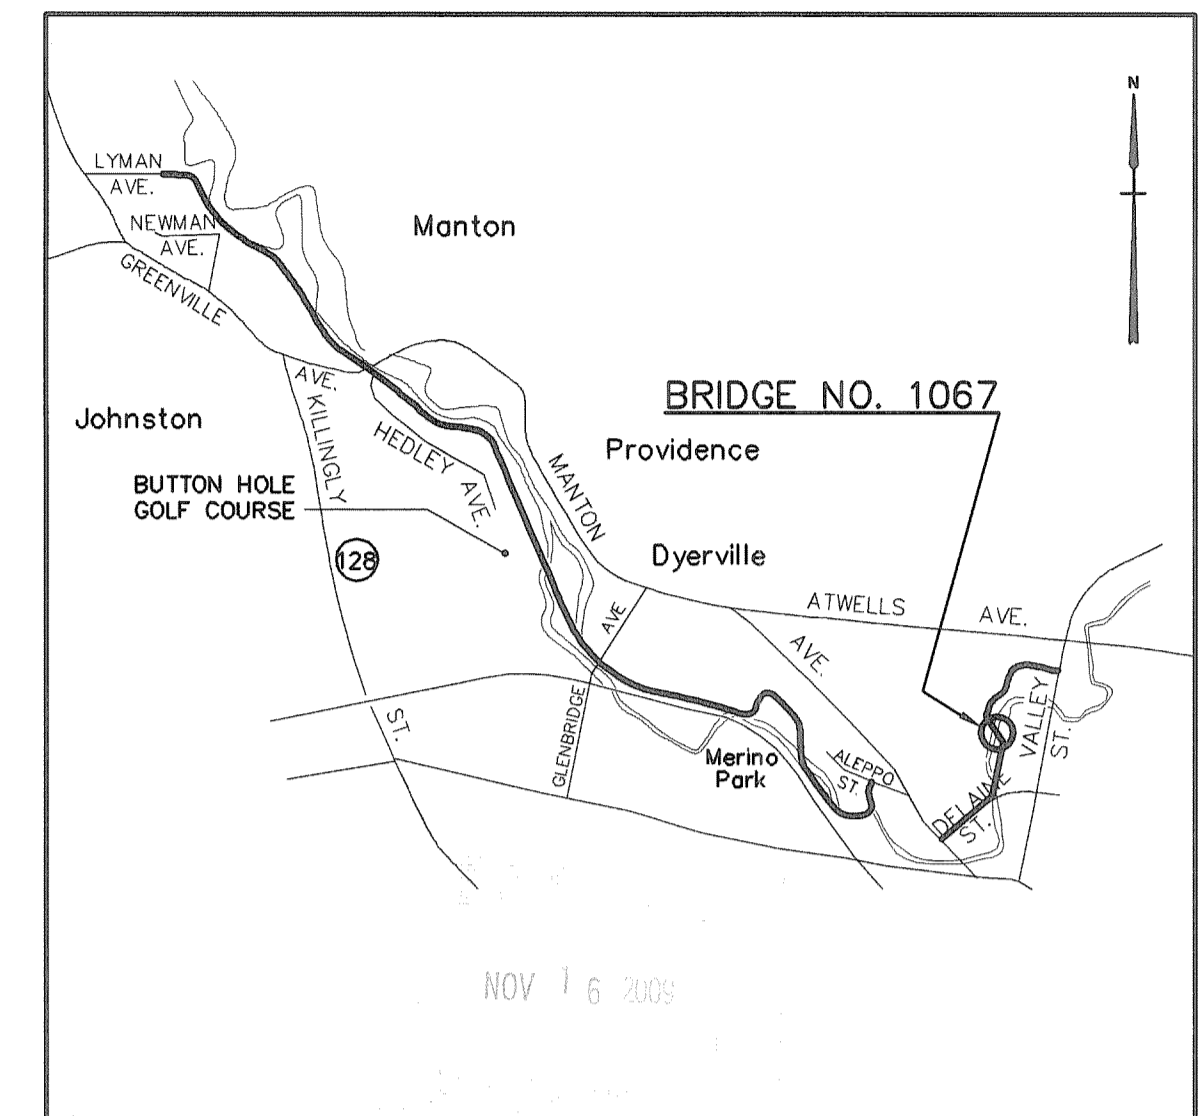 N
LYMAN
AVE.
NEWMAN
AVE.
Manton
GREENVILLE
AVE.
BRIDGE NO. 1067
Johnston
KILLINGLY
HEDLEY AVE.
MANTON
Providence
BUTTON HOLE
GOLF COURSE
128
Dyerville
ATWELLS
AVE.
AVE
AVE.
GLENBRIDGE
VALLEY
ST.
ST.
Merino
Park
ALEPPO
ST.
DELAINE
ST.
NOV 16 2009